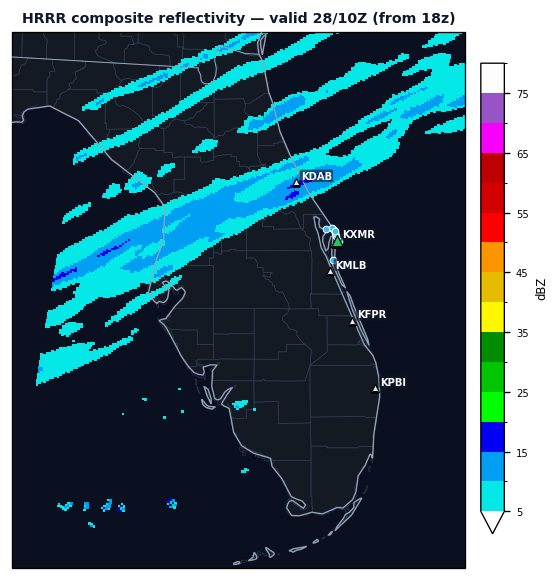 HRRR composite reflectivity — valid 28/10Z (from 18z)
KDAB
KXMR
KMLB
KFPR
KPBI
75
65
55
45
35
25
15
5
dBZ